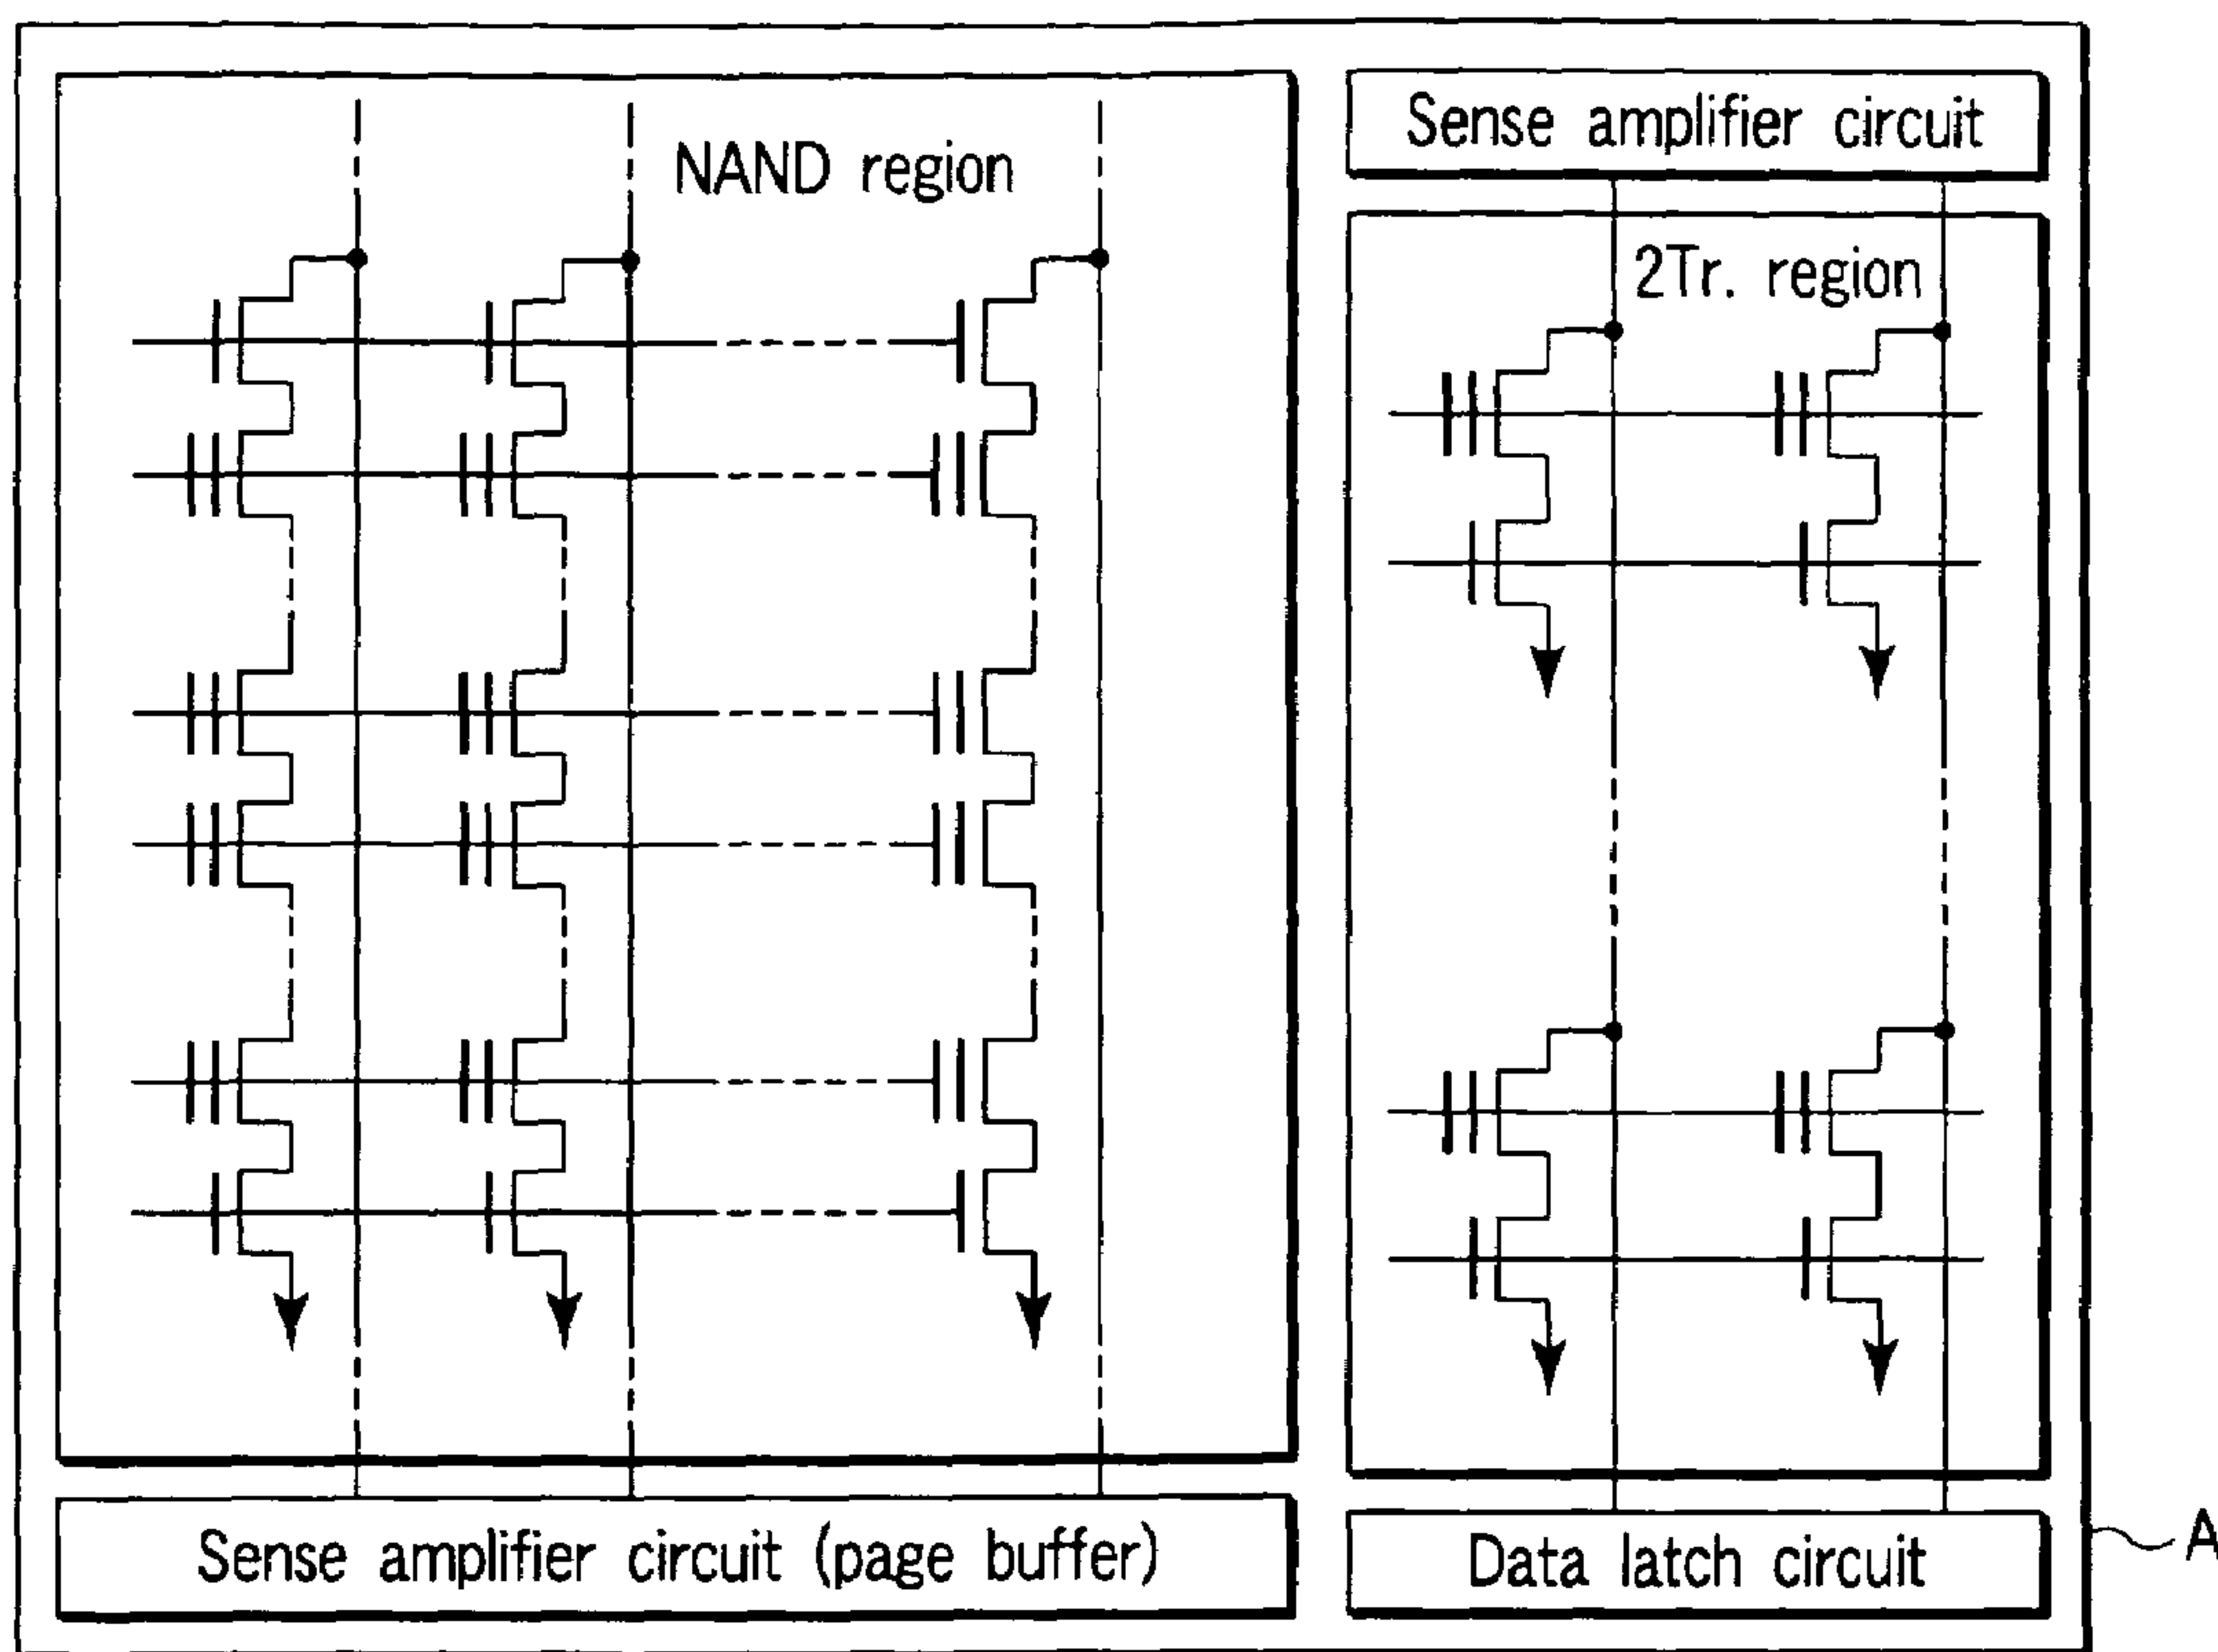 NAND region
Sense amplifier circuit
2Tr. region
Sense amplifier circuit (page buffer)
Data latch circuit
A